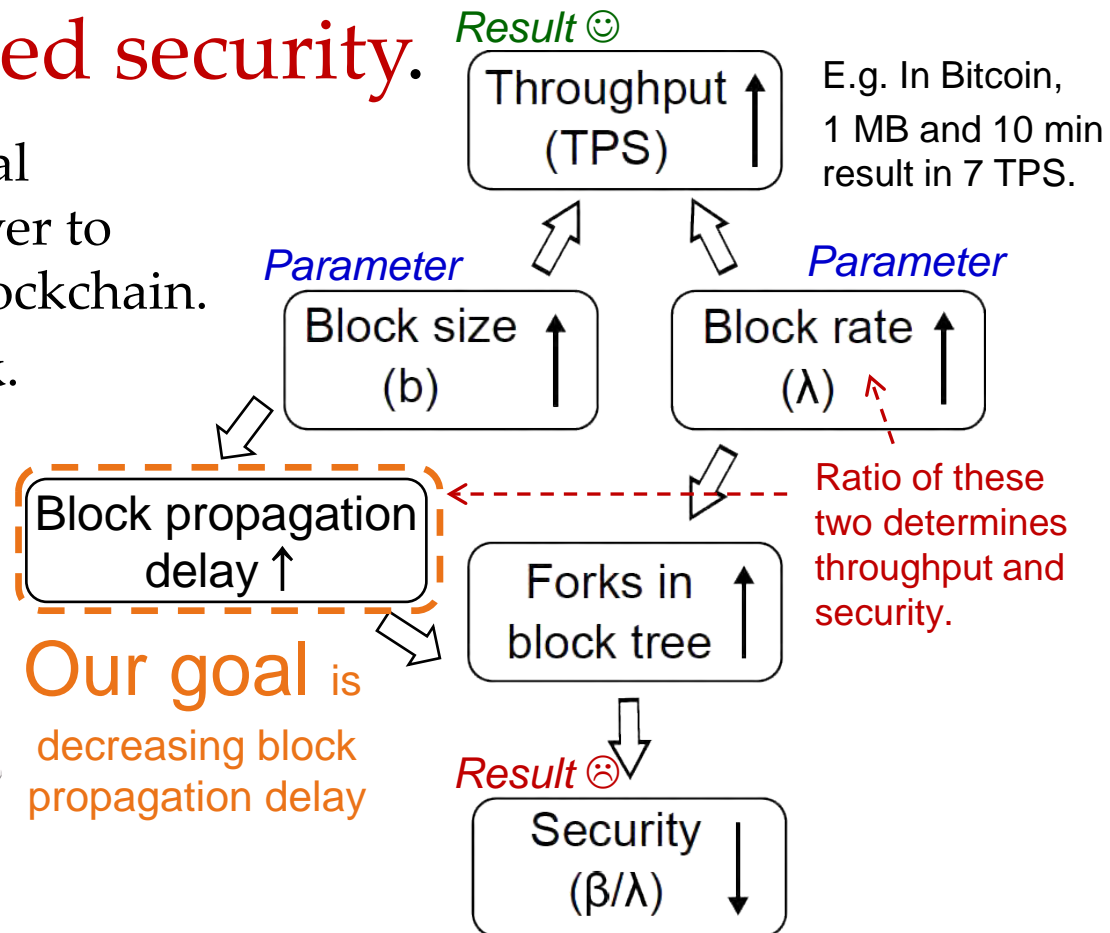 ed security.
al
ver to
ockchain.
k.
Result ☹
Throughput ↑
(TPS)
E.g. In Bitcoin,
1 MB and 10 min
result in 7 TPS.
Parameter
Block size ↑
(b)
Parameter
Block rate ↑
(λ)
Block propagation
delay ↑
Ratio of these
two determines
throughput and
security.
Forks in
block tree ↑
Our goal is
decreasing block
propagation delay
Result ☹
Security
(β/λ) ↓